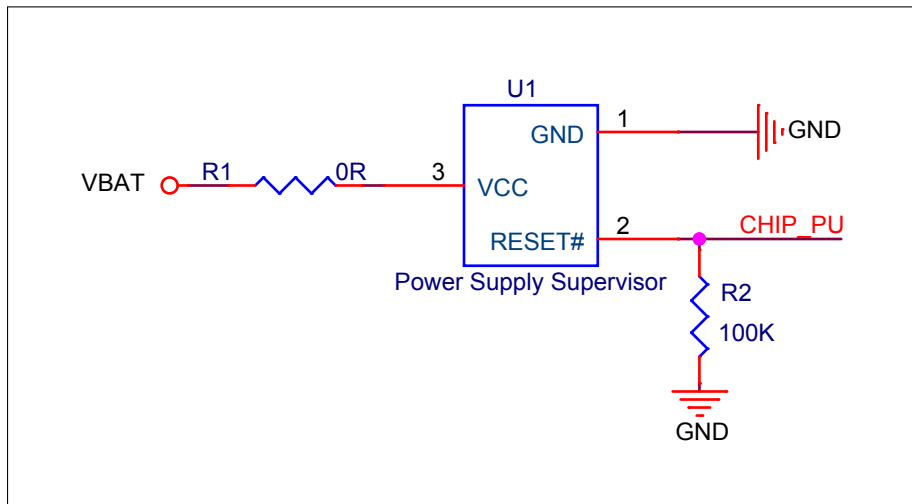 U1
1
GND
GND
VBAT
R1
0R
3
VCC
2
CHIP_PU
RESET#
Power Supply Supervisor
R2
100K
GND